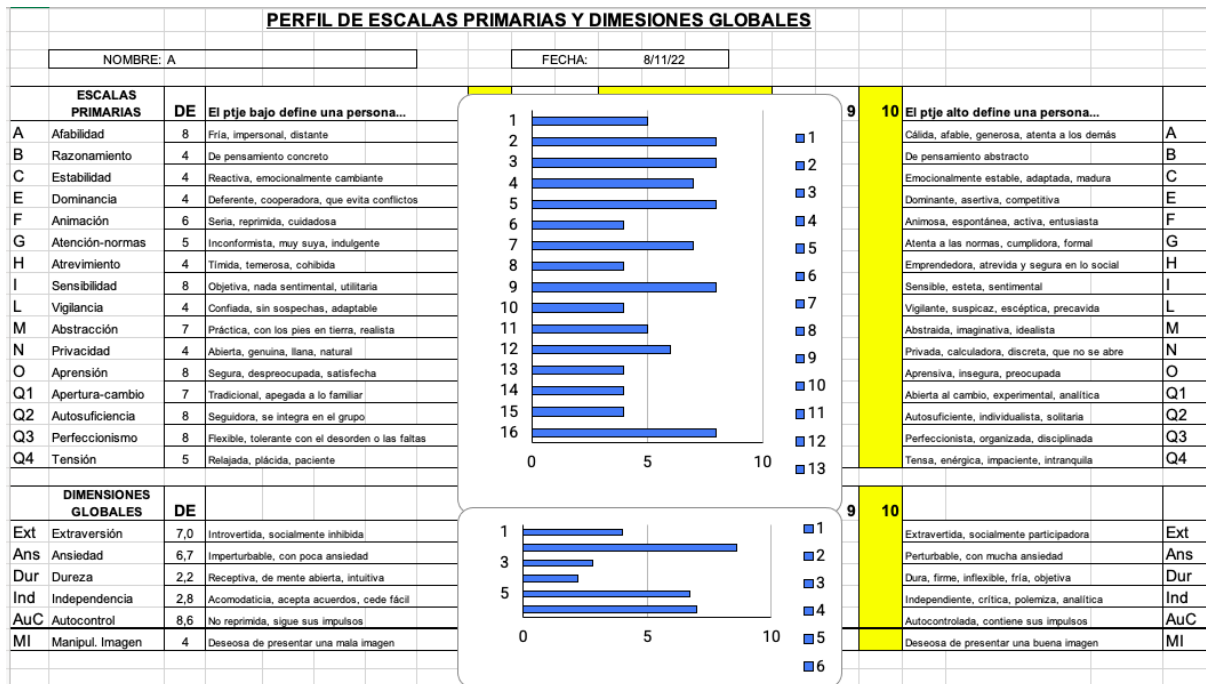 PERFIL DE ESCALAS PRIMARIAS Y DIMESIONES GLOBALES
NOMBRE: A FECHA: 8/11/22
ESCALAS PRIMARIAS DE El ptje bajo define una persona... 9 10 El ptje alto define una persona...
A Afabilidad 8 Fría, impersonal, distante Cálida, afable, generosa, atenta a los demás A
B Razonamiento 4 De pensamiento concreto De pensamiento abstracto B
C Estabilidad 4 Reactiva, emocionalmente cambiante Emocionalmente estable, adaptada, madura C
E Dominancia 4 Deferente, cooperadora, que evita conflictos Dominante, asertiva, competitiva E
F Animación 6 Seria, reprimida, cuidadosa Animosa, espontánea, activa, entusiasta F
G Atención-normas 5 Inconformista, muy suya, indulgente Atenta a las normas, cumplidora, formal G
H Atrevimiento 4 Tímida, temerosa, cohibida Emprendedora, atrevida y segura en lo social H
I Sensibilidad 8 Objetiva, nada sentimental, utilitaria Sensible, esteta, sentimental I
L Vigilancia 4 Confiada, sin sospechas, adaptable Vigilante, suspicaz, escéptica, precavida L
M Abstracción 7 Práctica, con los pies en tierra, realista Abstraida, imaginativa, idealista M
N Privacidad 4 Abierta, genuina, llana, natural Privada, calculadora, discreta, que no se abre N
O Aprensión 8 Segura, despreocupada, satisfecha Aprensiva, insegura, preocupada O
Q1 Apertura-cambio 7 Tradicional, apegada a lo familiar Abierta al cambio, experimental, analítica Q1
Q2 Autosuficiencia 8 Seguidora, se integra en el grupo Autosuficiente, individualista, solitaria Q2
Q3 Perfeccionismo 8 Flexible, tolerante con el desorden o las faltas Perfeccionista, organizada, disciplinada Q3
Q4 Tensión 5 Relajada, plácida, paciente Tensa, enérgica, impaciente, intranquila Q4
1
2
3
4
5
6
7
8
9
10
11
12
13
14
15
16
0 5 10
1
2
3
4
5
6
7
8
9
10
11
12
13
DIMENSIONES GLOBALES DE 9 10
Ext Extraversión 7,0 Introvertida, socialmente inhibida Extravertida, socialmente participadora Ext
Ans Ansiedad 6,7 Imperturbable, con poca ansiedad Perturbable, con mucha ansiedad Ans
Dur Dureza 2,2 Receptiva, de mente abierta, intuitiva Dura, firme, inflexible, fría, objetiva Dur
Ind Independencia 2,8 Acomodaticia, acepta acuerdos, cede fácil Independiente, crítica, polemiza, analítica Ind
AuC Autocontrol 8,6 No reprimida, sigue sus impulsos Autocontrolada, contiene sus impulsos AuC
MI Manipul. Imagen 4 Deseosa de presentar una mala imagen Deseosa de presentar una buena imagen MI
1
3
5
0 5 10
1
2
3
4
5
6